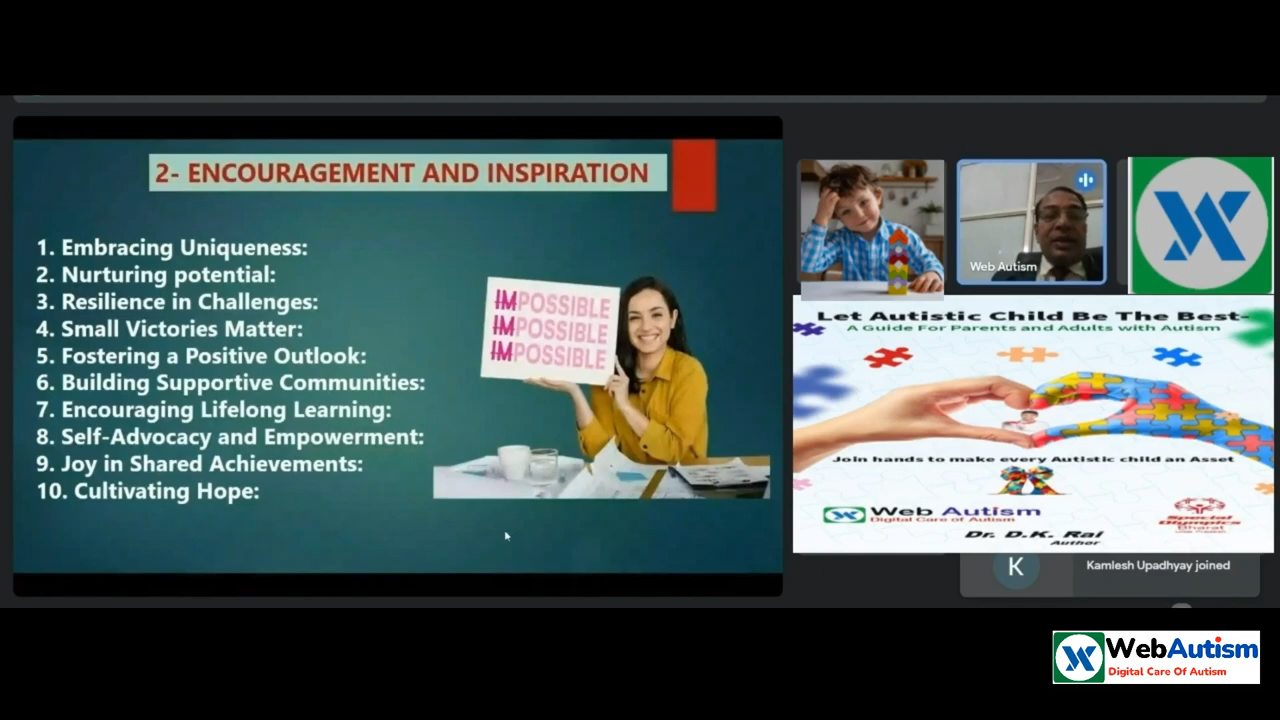 2- ENCOURAGEMENT AND INSPIRATION
1. Embracing Uniqueness:
2. Nurturing potential:
3. Resilience in Challenges:
4. Small Victories Matter:
5. Fostering a Positive Outlook:
6. Building Supportive Communities:
7. Encouraging Lifelong Learning:
8. Self-Advocacy and Empowerment:
9. Joy in Shared Achievements:
10. Cultivating Hope:
IMPOSSIBLE
IMPOSSIBLE
IMPOSSIBLE
Web Autism
Let Autistic Child Be The Best-
A Guide For Parents and Adults with Autism
Join hands to make every Autistic child an Asset
Web Autism
Digital Care of Autism
Special
Olympics
Bharat
Dr. D.K. Rai
Author
K
Kamlesh Upadhyay joined
WebAutism
Digital Care Of Autism